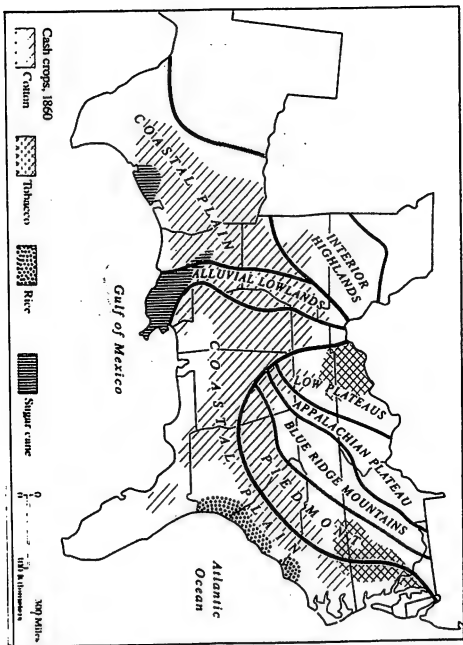 INTERIOR HIGHLANDS
COASTAL PLAIN
ALLUVIAL LOWLANDS
LOW PLATEAUS
APPALACHIAN PLATEAU
BLUE RIDGE MOUNTAINS
PIEDMONT
COASTAL PLAIN
Gulf of Mexico
Atlantic
Ocean
Cash crops, 1860
Cotton
Tobacco
Rice
Sugar cane
0
300 Miles